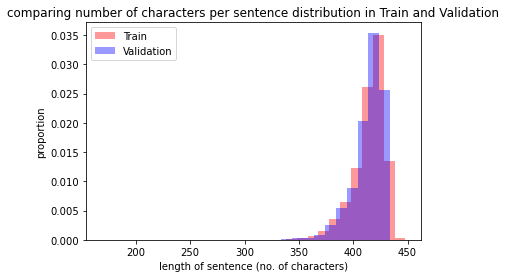 comparing number of characters per sentence distribution in Train and Validation
Train
Validation
0.035
0.030
0.025
0.020
0.015
0.010
0.005
0.000
proportion
200 250 300 350 400 450
length of sentence (no. of characters)